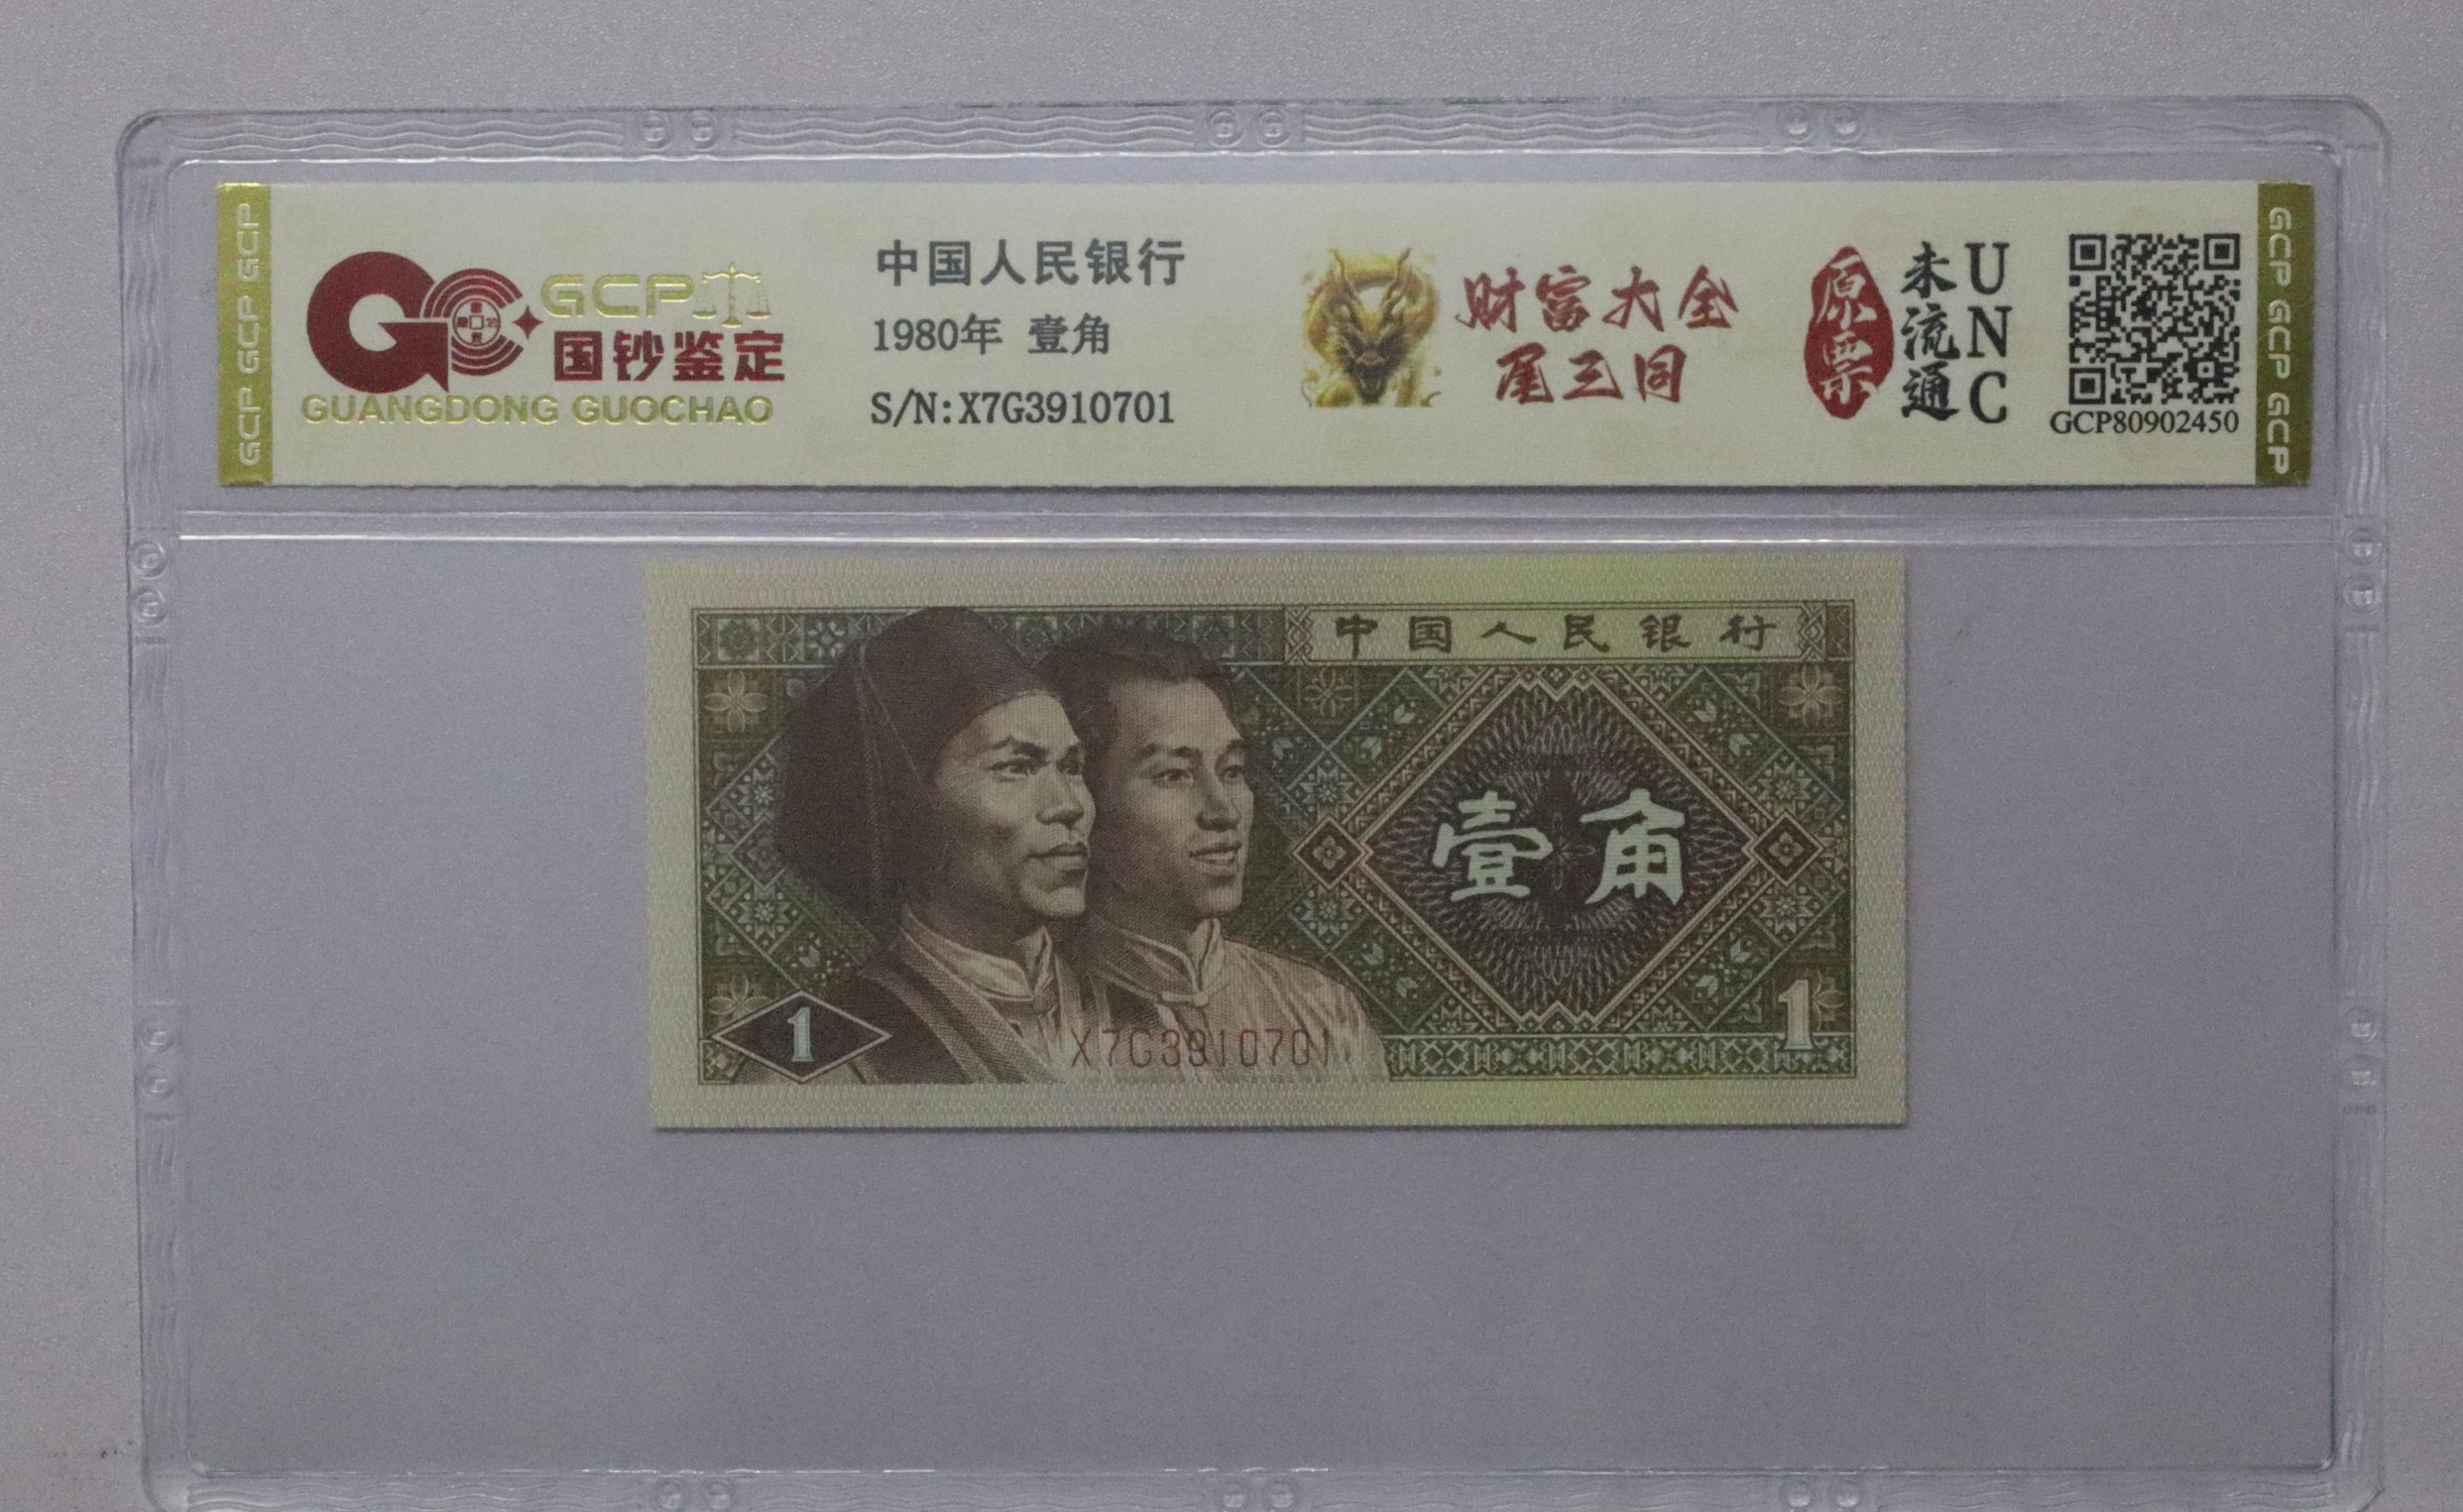 GCP GCP GCP
GCP
国钞鉴定
GUANGDONG GUOCHAO
中国人民银行
1980年 壹角
S/N:X7G3910701
财富大全
尾三同
原票
未流通
UNC
GCP80902450
GCP GCP GCP
中国人民银行
壹角
1
X7G3910701
1